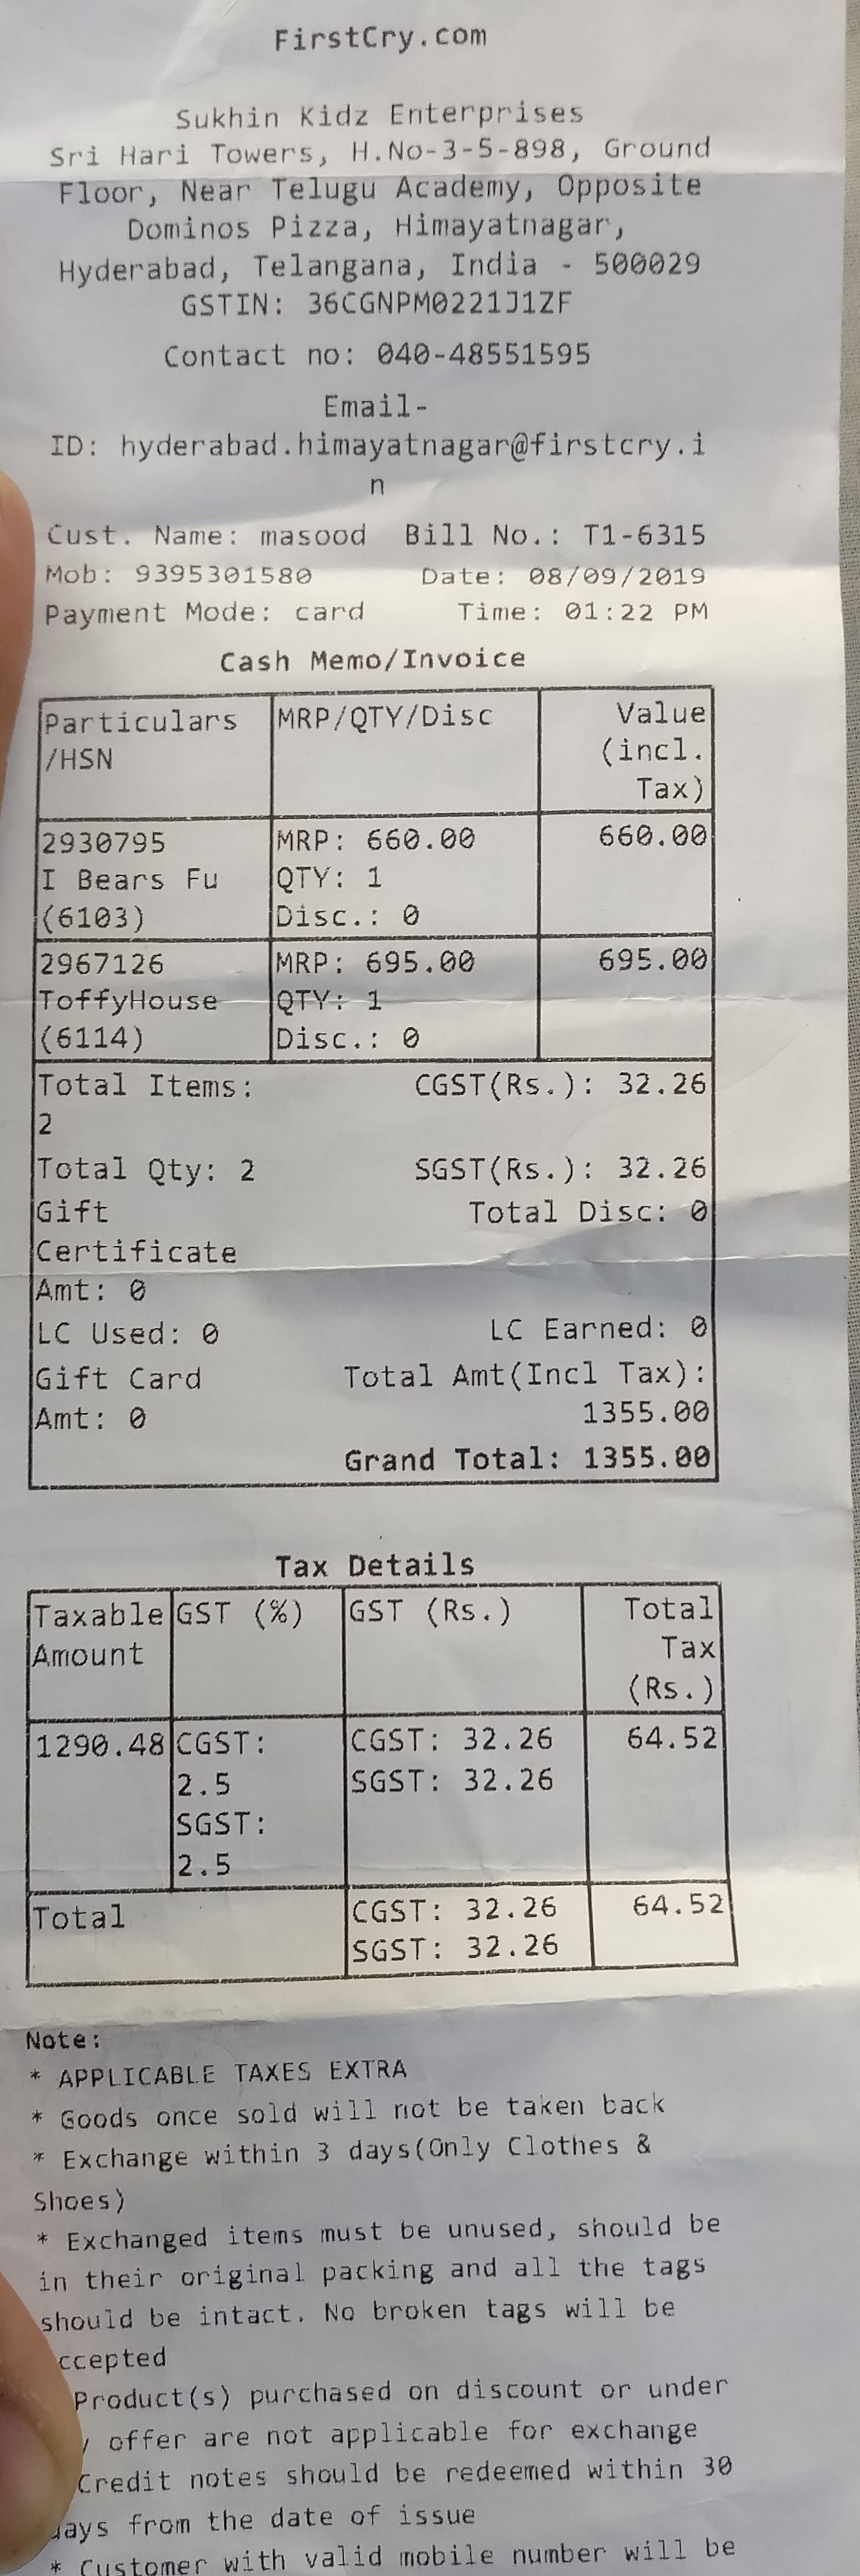 FirstCry.com
Sukhin Kidz Enterprises
Sri Hari Towers, H.No-3-5-898, Ground
Floor, Near Telugu Academy, Opposite
Dominos Pizza, Himayatnagar,
Hyderabad, Telangana, India - 500029
GSTIN: 36CGNPM0221J1ZF
Contact no: 040-48551595
Email-
ID: hyderabad.himayatnagar@firstcry.i
n
Cust. Name: masood Bill No.: T1-6315
Mob: 9395301580 Date: 08/09/2019
Payment Mode: card Time: 01:22 PM
Cash Memo/Invoice
Particulars MRP/QTY/Disc Value
/HSN (incl.
Tax)
2930795 MRP: 660.00 660.00
I Bears Fu QTY: 1
(6103) Disc.: 0
2967126 MRP: 695.00 695.00
ToffyHouse QTY: 1
(6114) Disc.: 0
Total Items: CGST(Rs.): 32.26
2
Total Qty: 2 SGST(Rs.): 32.26
Gift Total Disc: 0
Certificate
Amt: 0
LC Used: 0 LC Earned: 0
Gift Card Total Amt(Incl Tax):
Amt: 0 1355.00
Grand Total: 1355.00
Tax Details
Taxable GST (%) GST (Rs.) Total
Amount Tax
(Rs.)
1290.48 CGST: CGST: 32.26 64.52
2.5 SGST: 32.26
SGST:
2.5
Total CGST: 32.26 64.52
SGST: 32.26
Note:
* APPLICABLE TAXES EXTRA
* Goods once sold will not be taken back
* Exchange within 3 days(Only Clothes &
Shoes)
* Exchanged items must be unused, should be
in their original packing and all the tags
should be intact. No broken tags will be
ccepted
Product(s) purchased on discount or under
offer are not applicable for exchange
Credit notes should be redeemed within 30
days from the date of issue
* Customer with valid mobile number will be